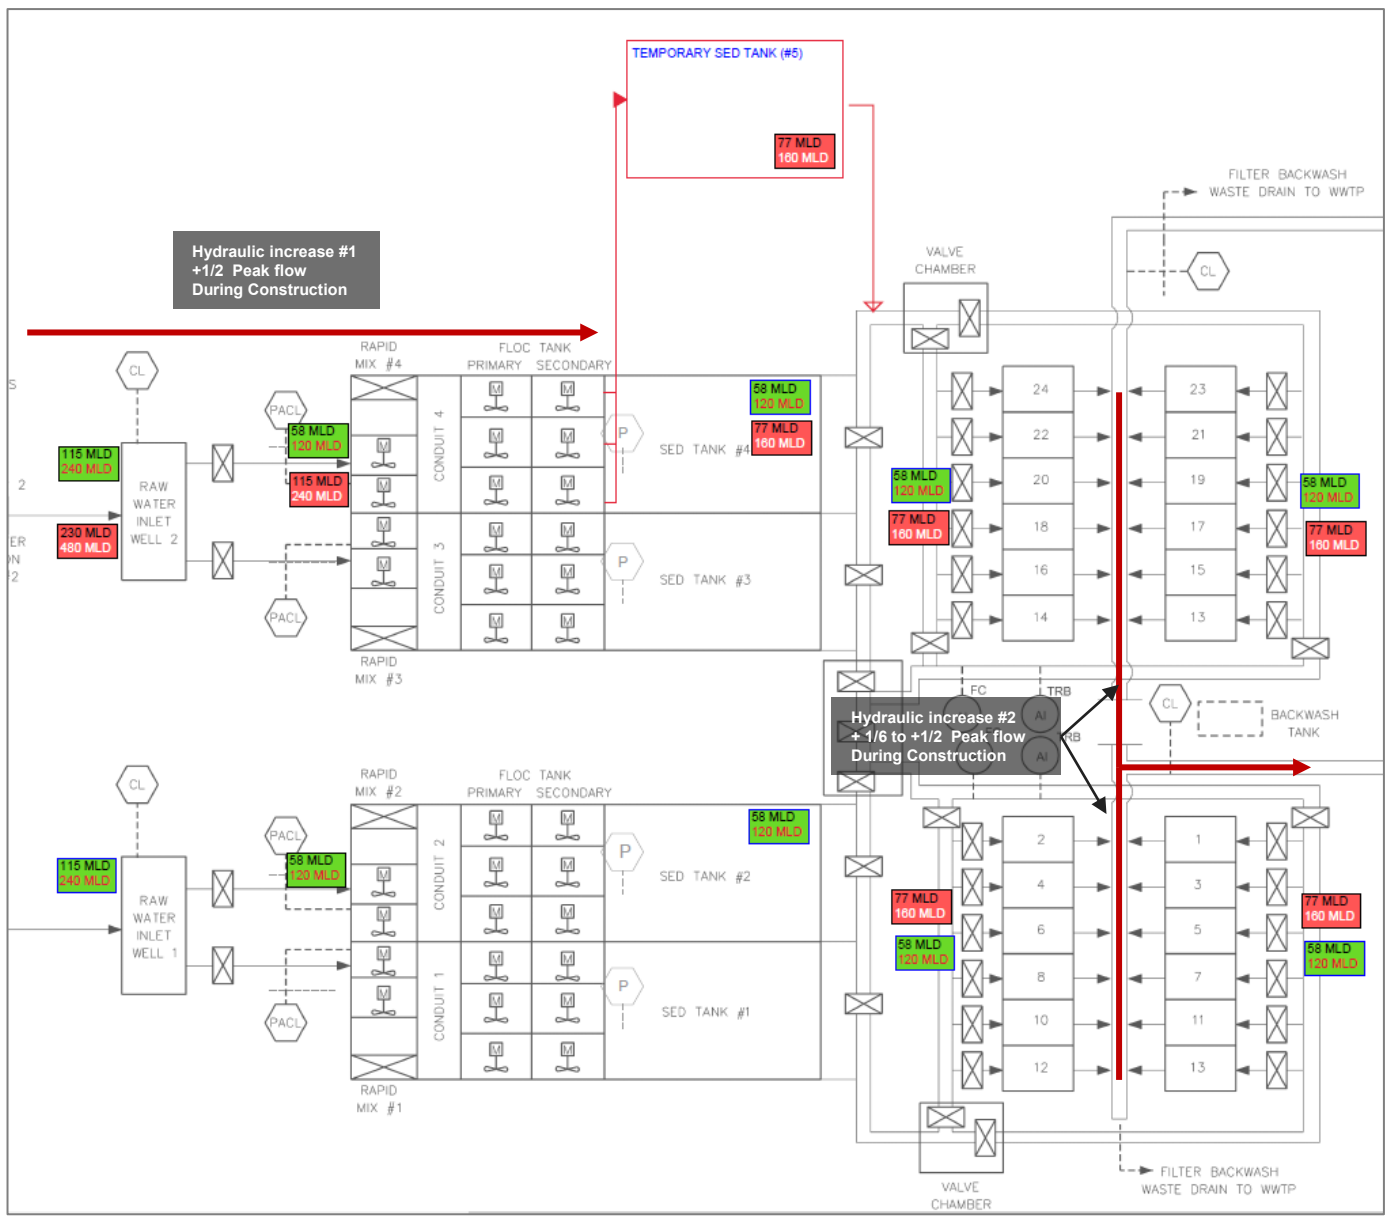 TEMPORARY SED TANK (#5)
77 MLD
160 MLD
FILTER BACKWASH
WASTE DRAIN TO WWTP
CL
VALVE
CHAMBER
Hydraulic increase #1
+1/2 Peak flow
During Construction
RAPID
MIX #4
FLOC TANK
PRIMARY SECONDARY
CL
PACL
58 MLD
120 MLD
115 MLD
240 MLD
115 MLD
240 MLD
230 MLD
480 MLD
RAW
WATER
INLET
WELL 2
S
2
ER
ON
#2
PACL
CONDUIT 4
CONDUIT 3
M M
M M
M M M
M M M
M M M
M M M
P
P
58 MLD
120 MLD
77 MLD
160 MLD
SED TANK #4
SED TANK #3
RAPID
MIX #3
58 MLD
120 MLD
77 MLD
160 MLD
58 MLD
120 MLD
77 MLD
160 MLD
24 23
22 21
20 19
18 17
16 15
14 13
FC TRB
AI
RB
AI
CL
BACKWASH
TANK
Hydraulic increase #2
+ 1/6 to +1/2 Peak flow
During Construction
RAPID
MIX #2
FLOC TANK
PRIMARY SECONDARY
CL
PACL
58 MLD
120 MLD
115 MLD
240 MLD
RAW
WATER
INLET
WELL 1
PACL
CONDUIT 2
CONDUIT 1
M M
M M M
M M M
M M M
M M M
M M
P
P
58 MLD
120 MLD
SED TANK #2
SED TANK #1
RAPID
MIX #1
77 MLD
160 MLD
58 MLD
120 MLD
77 MLD
160 MLD
58 MLD
120 MLD
2 1
4 3
6 5
8 7
10 11
12 13
VALVE
CHAMBER
FILTER BACKWASH
WASTE DRAIN TO WWTP